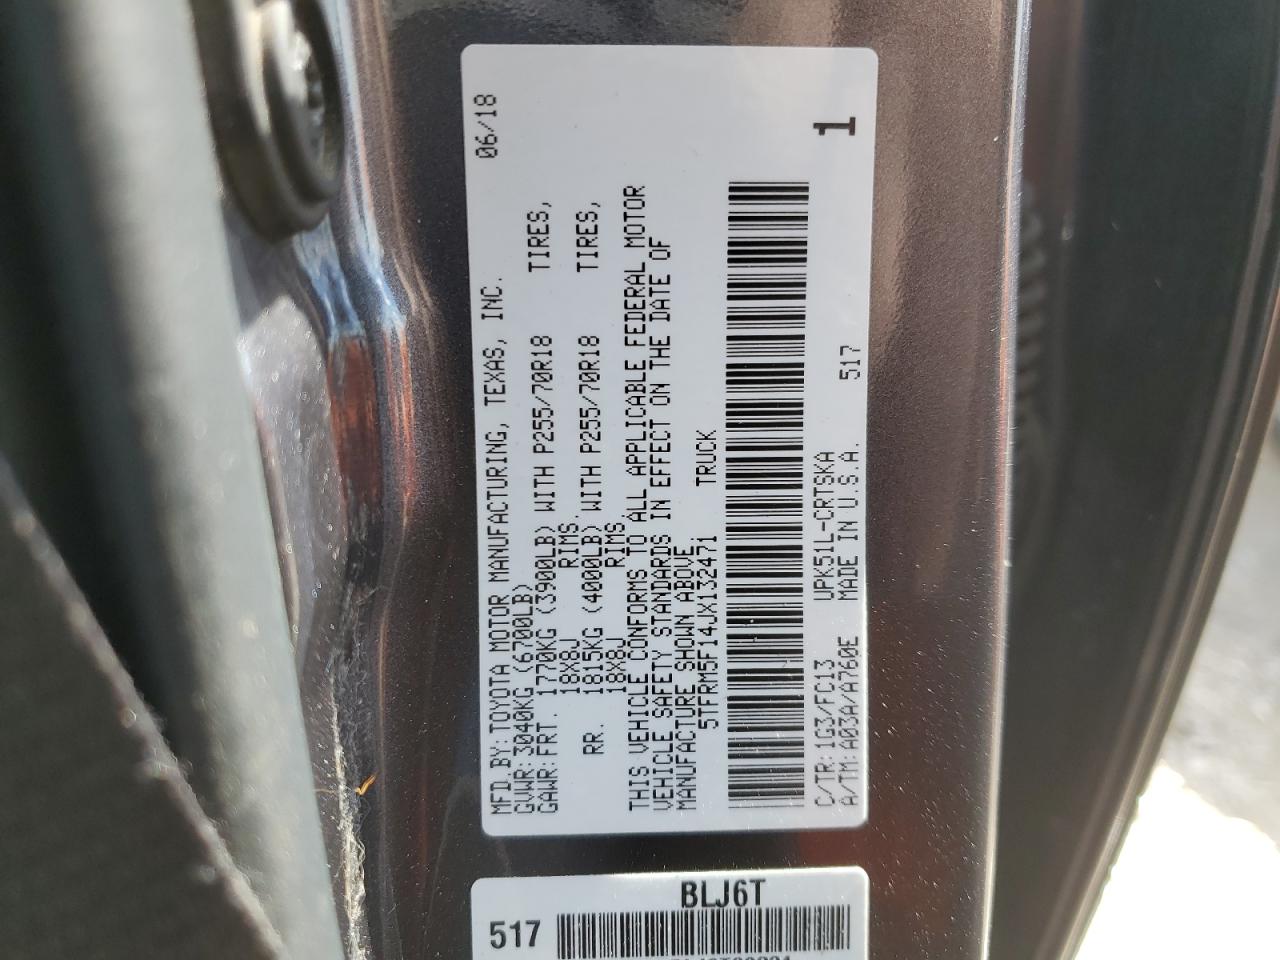 MFD.BY:TOYOTA MOTOR MANUFACTURING, TEXAS, INC. 06/18
GVWR:3040KG (6700LB)
GAWR:FRT. 1770KG (3900LB) WITH P255/70R18 TIRES,
18X8J RIMS
RR. 1815KG (4000LB) WITH P255/70R18 TIRES,
18X8J RIMS
THIS VEHICLE CONFORMS TO ALL APPLICABLE FEDERAL MOTOR
VEHICLE SAFETY STANDARDS IN EFFECT ON THE DATE OF
MANUFACTURE SHOWN ABOVE.
5TFRM5F14JX132471 TRUCK
C/TR:1G3/FC13 UPK51L-CRTSKA
A/TM:A03A/A760E MADE IN U.S.A. 517
1
BLJ6T
517